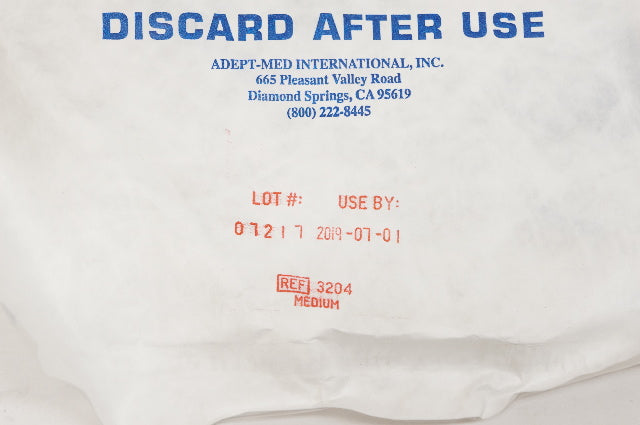 DISCARD AFTER USE
ADEPT-MED INTERNATIONAL, INC.
665 Pleasant Valley Road
Diamond Springs, CA 95619
(800) 222-8445
LOT #: USE BY:
07217 2019-07-01
REF 3204
MEDIUM